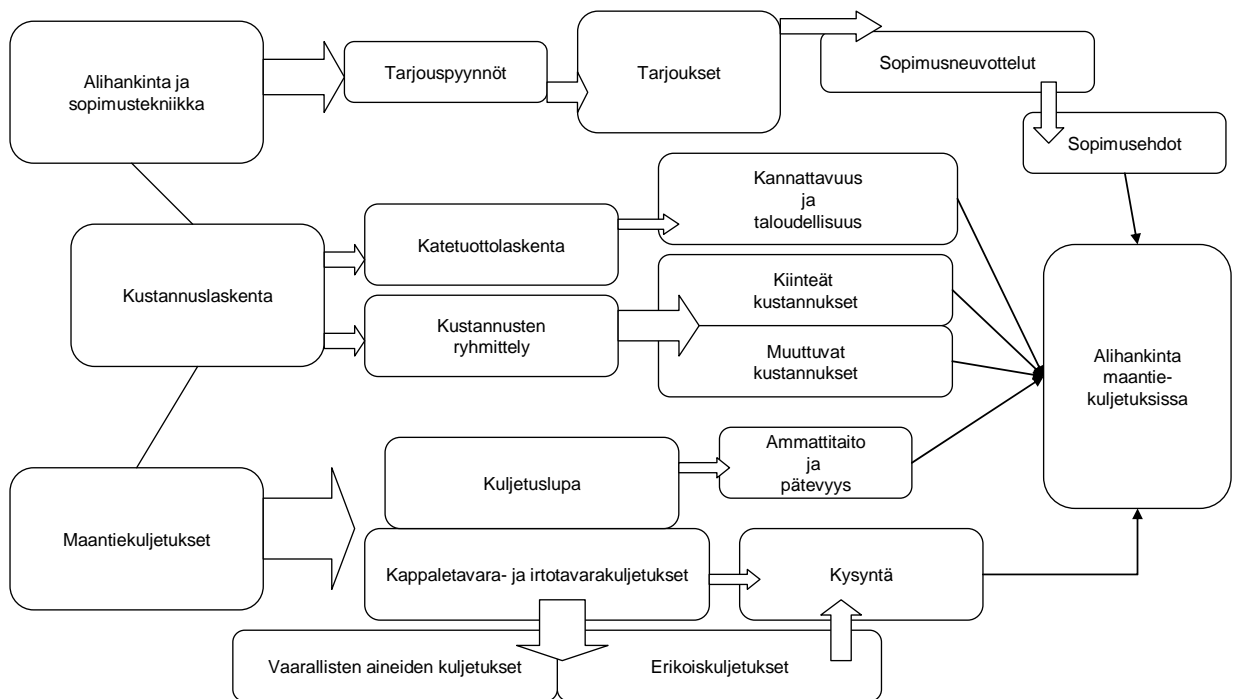 Alihankinta ja
sopimustekniikka
Tarjouspyynnöt
Tarjoukset
Sopimusneuvottelut
Sopimusehdot
Kustannuslaskenta
Katetuottolaskenta
Kannattavuus
ja
taloudellisuus
Kustannusten
ryhmittely
Kiinteät
kustannukset
Muuttuvat
kustannukset
Alihankinta
maantie-
kuljetuksissa
Maantiekuljetukset
Kuljetuslupa
Ammattitaito
ja
pätevyys
Kappaletavara- ja irtotavarakuljetukset
Kysyntä
Vaarallisten aineiden kuljetukset
Erikoiskuljetukset